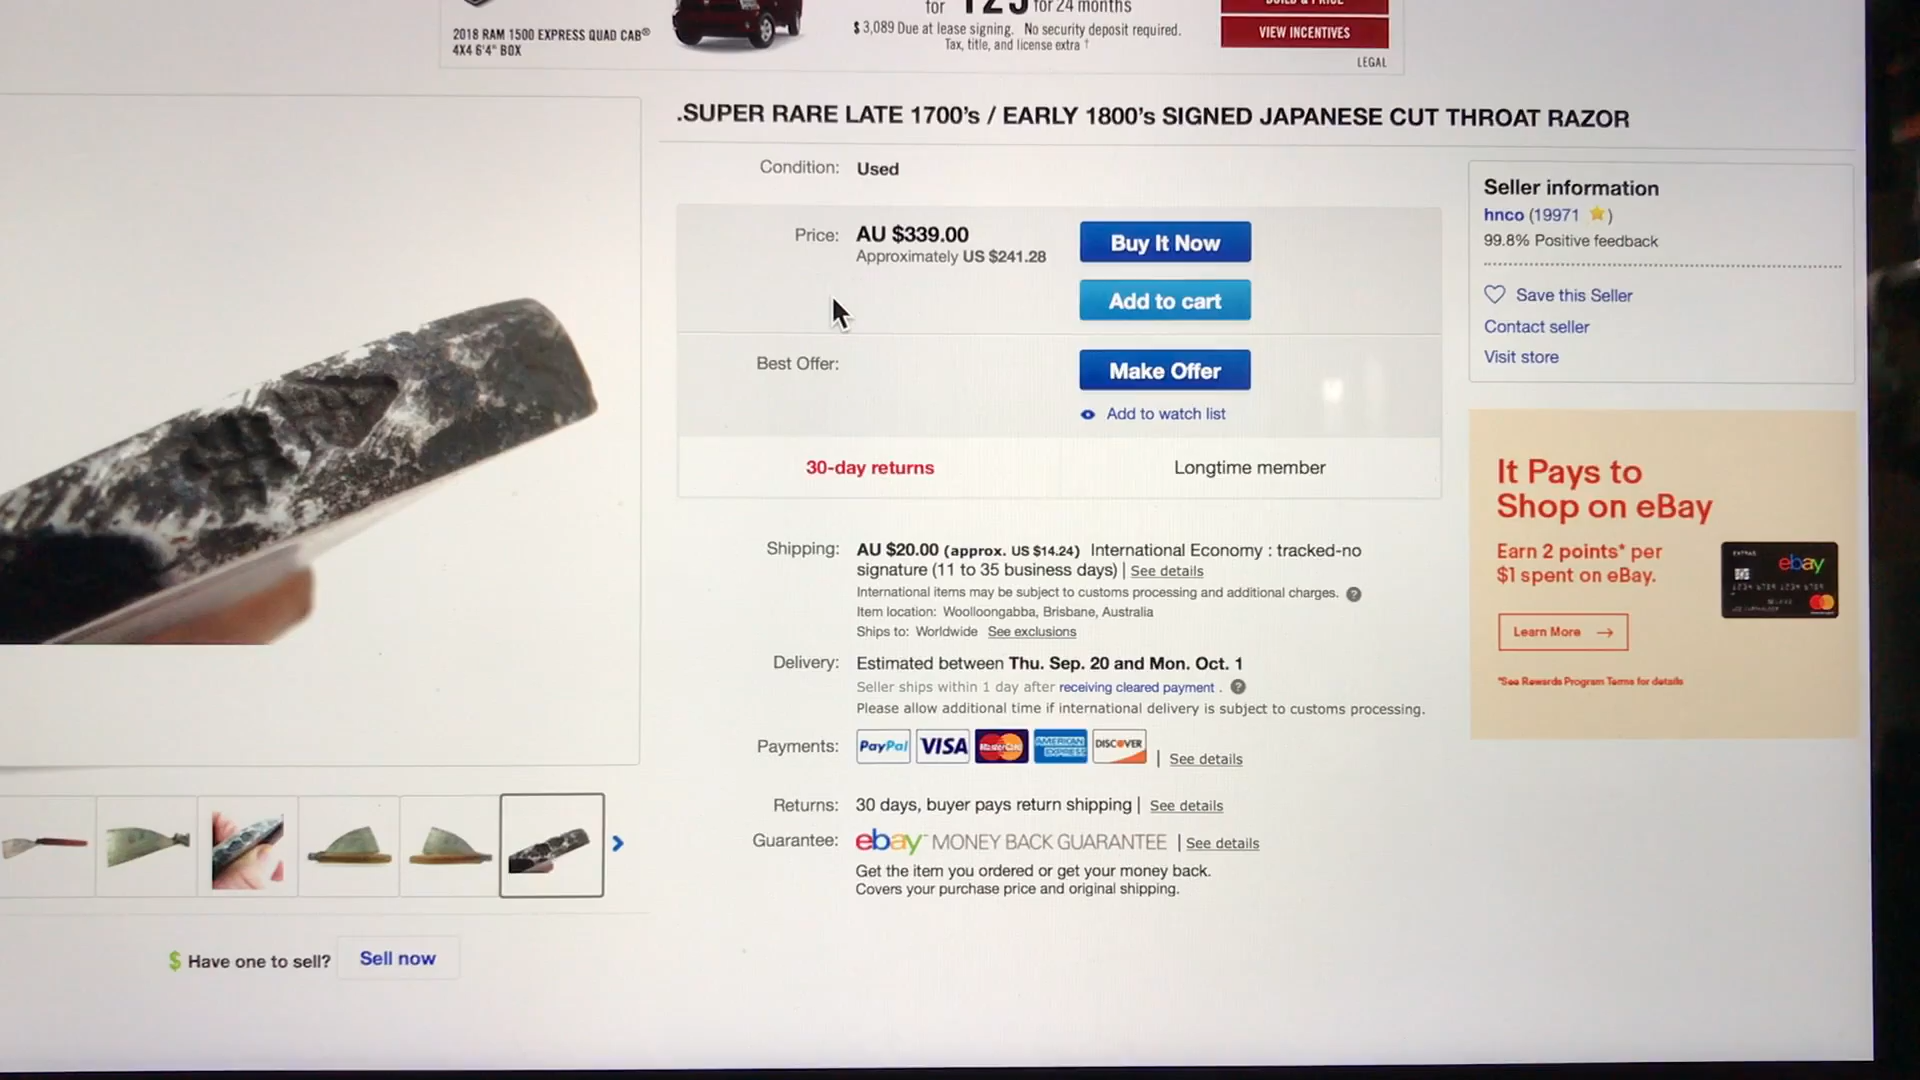 for 24 months
2018 RAM 1500 EXPRESS QUAD CAB®
4X4 6'4" BOX
$3,089 Due at lease signing. No security deposit required.
Tax, title, and license extra †
VIEW INCENTIVES
LEGAL
.SUPER RARE LATE 1700's / EARLY 1800's SIGNED JAPANESE CUT THROAT RAZOR
Condition: Used
Price: AU $339.00
Approximately US $241.28
Buy It Now
Add to cart
Best Offer:
Make Offer
Add to watch list
30-day returns
Longtime member
Seller information
hnco (19971 )
99.8% Positive feedback
Save this Seller
Contact seller
Visit store
Shipping: AU $20.00 (approx. US $14.24) International Economy : tracked-no
signature (11 to 35 business days) | See details
International items may be subject to customs processing and additional charges. ?
Item location: Woolloongabba, Brisbane, Australia
Ships to: Worldwide See exclusions
Delivery: Estimated between Thu. Sep. 20 and Mon. Oct. 1
Seller ships within 1 day after receiving cleared payment . ?
Please allow additional time if international delivery is subject to customs processing.
Payments: PayPal VISA MasterCard AMERICAN EXPRESS DISCOVER | See details
Returns: 30 days, buyer pays return shipping | See details
Guarantee: ebay MONEY BACK GUARANTEE | See details
Get the item you ordered or get your money back.
Covers your purchase price and original shipping.
It Pays to
Shop on eBay
Earn 2 points* per
$1 spent on eBay.
ebay
Learn More
*See Rewards Program Terms for details
$ Have one to sell? Sell now